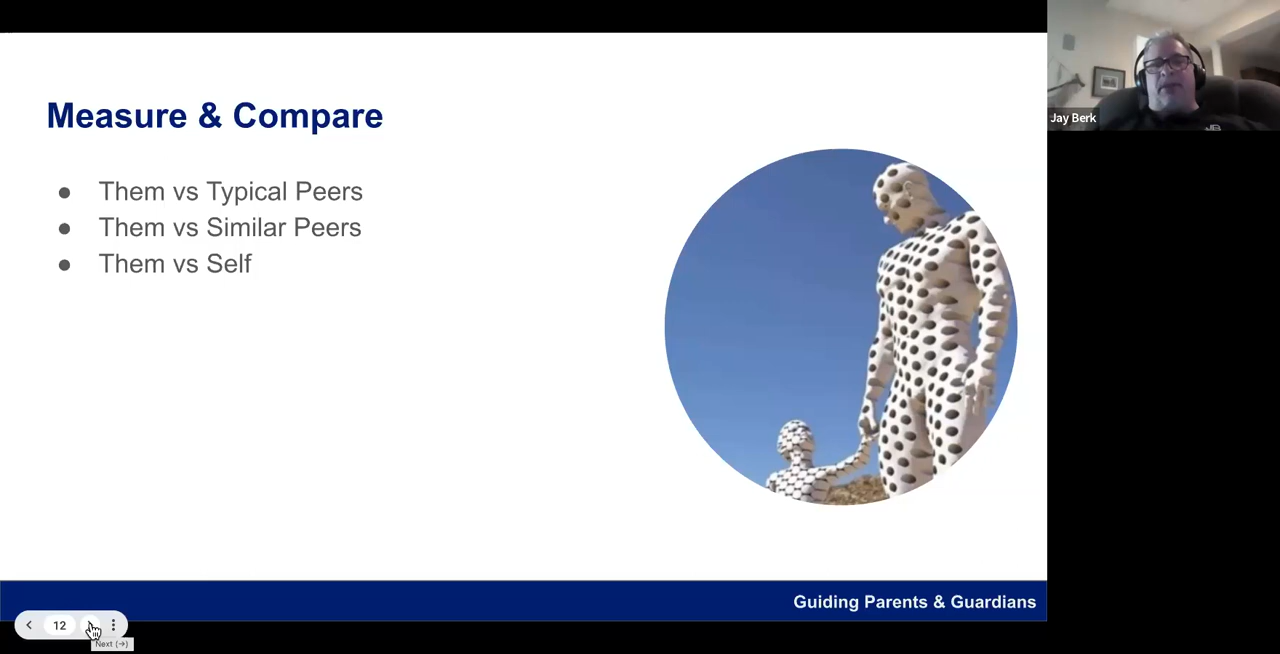 Measure & Compare
● Them vs Typical Peers
● Them vs Similar Peers
● Them vs Self
Jay Berk
Guiding Parents & Guardians
12
Next (→)